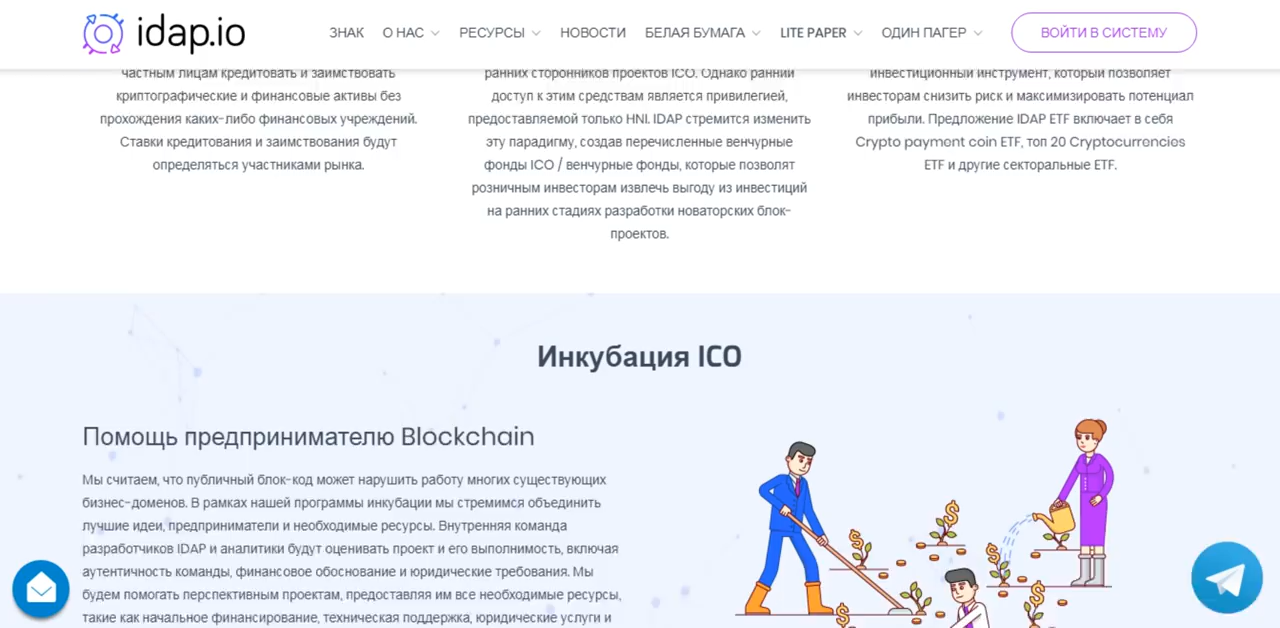 idap.io
ЗНАК О НАС РЕСУРСЫ НОВОСТИ БЕЛАЯ БУМАГА LITE PAPER ОДИН ПАГЕР ВОЙТИ В СИСТЕМУ
частным лицам кредитовать и заимствовать
криптографические и финансовые активы без
прохождения каких-либо финансовых учреждений.
Ставки кредитования и заимствования будут
определяться участниками рынка.
ранних сторонников проектов ICO. Однако ранний
доступ к этим средствам является привилегией,
предоставляемой только HNI. IDAP стремится изменить
эту парадигму, создав перечисленные венчурные
фонды ICO / венчурные фонды, которые позволят
розничным инвесторам извлечь выгоду из инвестиций
на ранних стадиях разработки новаторских блок-
проектов.
инвестиционный инструмент, который позволяет
инвесторам снизить риск и максимизировать потенциал
прибыли. Предложение IDAP ETF включает в себя
Crypto payment coin ETF, топ 20 Cryptocurrencies
ETF и другие секторальные ETF.
Инкубация ICO
Помощь предпринимателю Blockchain
Мы считаем, что публичный блок-код может нарушить работу многих существующих
бизнес-доменов. В рамках нашей программы инкубации мы стремимся объединить
лучшие идеи, предприниматели и необходимые ресурсы. Внутренняя команда
разработчиков IDAP и аналитики будут оценивать проект и его выполнимость, включая
аутентичность команды, финансовое обоснование и юридические требования. Мы
будем помогать перспективным проектам, предоставляя им все необходимые ресурсы,
такие как начальное финансирование, техническая поддержка, юридические услуги и